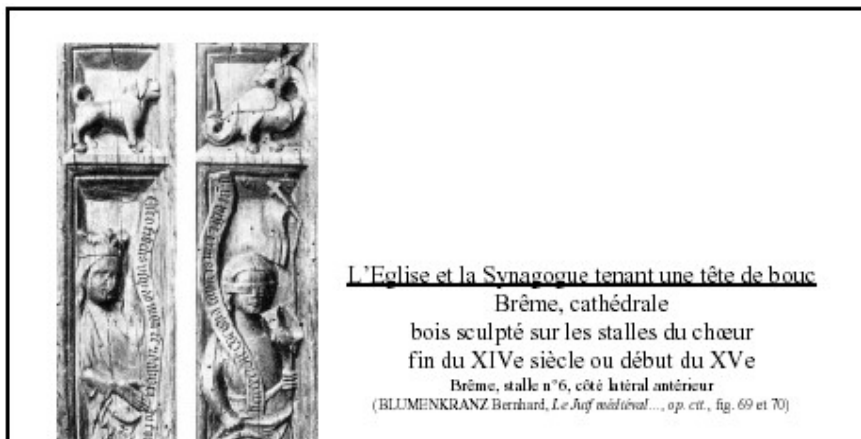 L'Eglise et la Synagogue tenant une tête de bouc
Brême, cathédrale
bois sculpté sur les stalles du chœur
fin du XIVe siècle ou début du XVe
Brême, stalle n°6, côté latéral antérieur
(BLUMENKRANZ Bernhard, Le Juif médiéval..., op. cit., fig. 69 et 70)